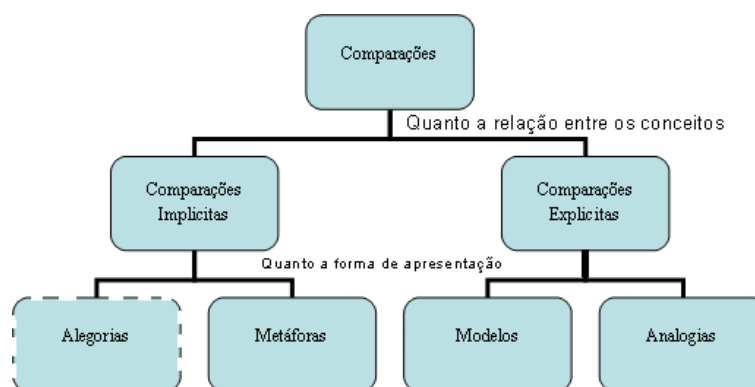 Comparações
Quanto a relação entre os conceitos
Comparações
Implicitas
Comparações
Explicitas
Quanto a forma de apresentação
Alegorias
Metáforas
Modelos
Analogias